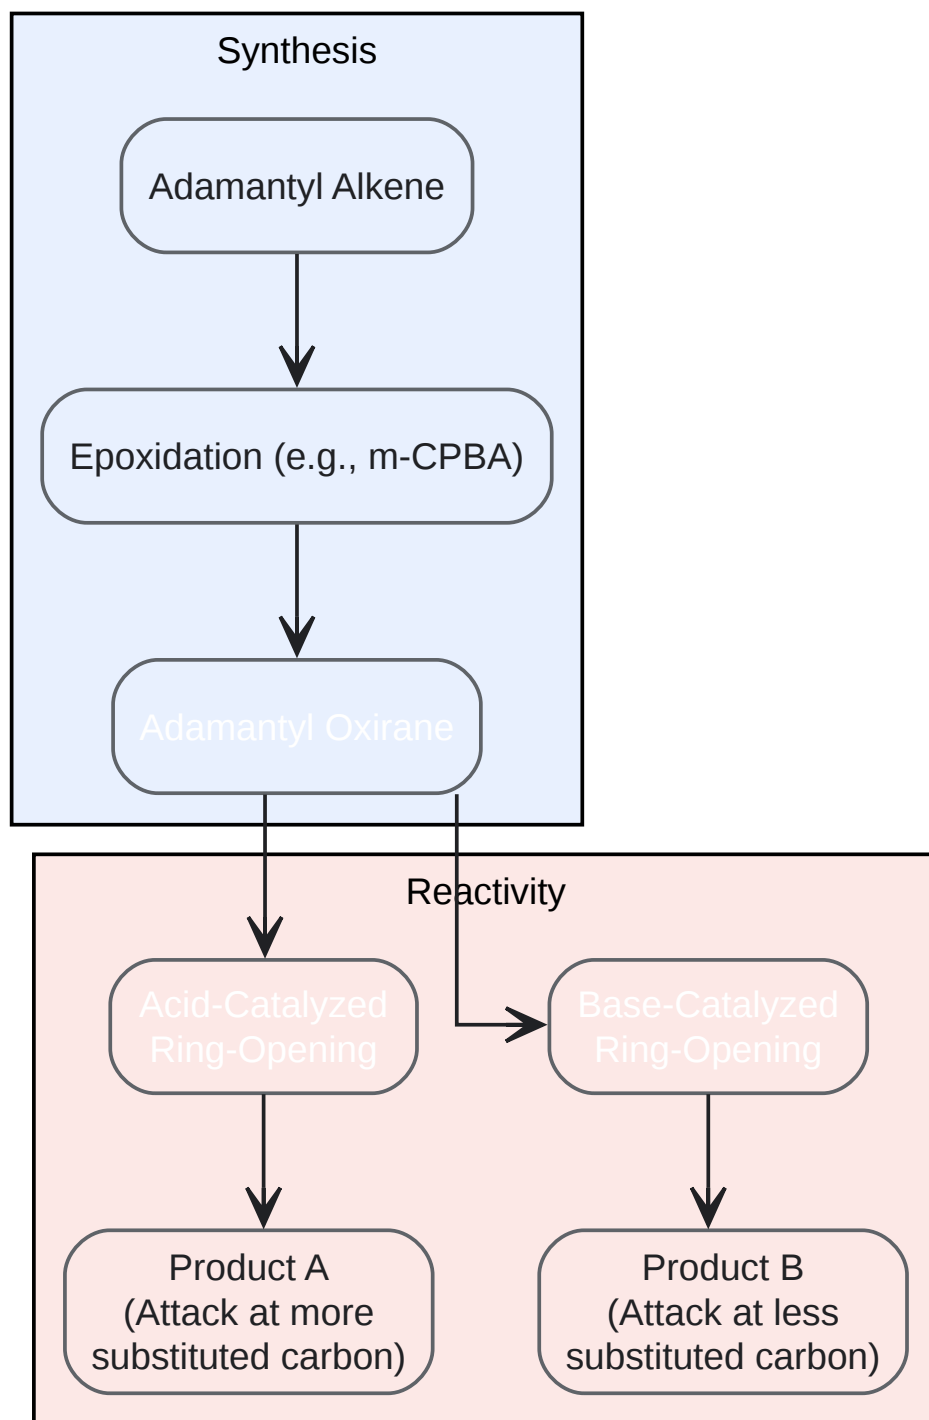 Synthesis
Adamantyl Alkene
Epoxidation (e.g., m-CPBA)
Adamantyl Oxirane
Reactivity
Acid-Catalyzed
Ring-Opening
Base-Catalyzed
Ring-Opening
Product A
(Attack at more
substituted carbon)
Product B
(Attack at less
substituted carbon)